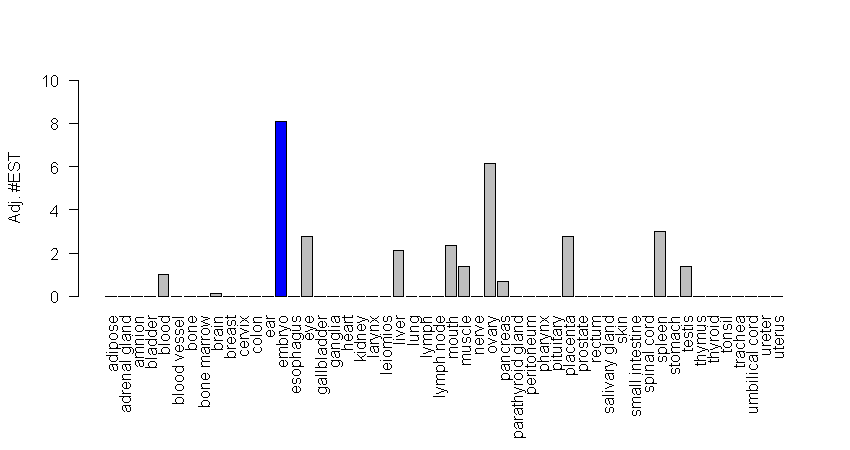 Adj. #EST
10
8
6
4
2
0
adipose
adrenal gland
amnion
bladder
blood
blood vessel
bone
bone marrow
brain
breast
cervix
colon
ear
embryo
esophagus
eye
gallbladder
ganglia
heart
kidney
larynx
leiomios
liver
lung
lymph
lymph node
mouth
muscle
nerve
ovary
pancreas
parathyroid gland
peritoneum
pharynx
pituitary
placenta
prostate
rectum
salivary gland
skin
small intestine
spinal cord
spleen
stomach
testis
thymus
thyroid
tonsil
trachea
umbilical cord
ureter
uterus